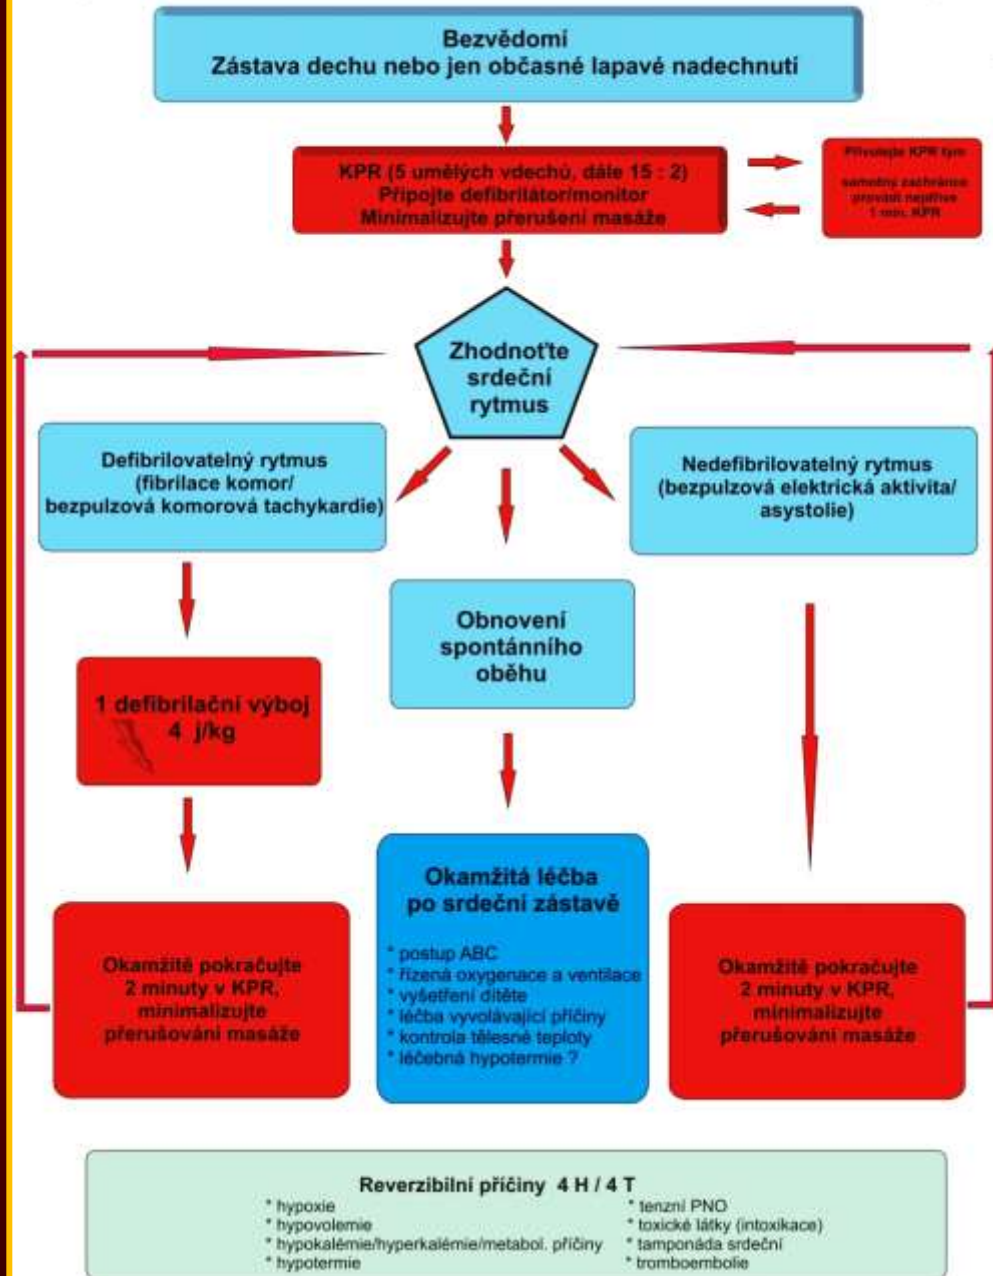 Bezvědomí
Zástava dechu nebo jen občasné lapavé nadechnutí
KPR (5 umělých vdechů, dále 15 : 2)
Připojte defibrilátor/monitor
Minimalizujte přerušení masáže
Přivolejte KPR tým
samotný zachránce
provádí nejdříve
1 min. KPR
Zhodnoťte
srdeční
rytmus
Defibrilovatelný rytmus
(fibrilace komor/
bezpulzová komorová tachykardie)
Nedefibrilovatelný rytmus
(bezpulzová elektrická aktivita/
asystolie)
Obnovení
spontánního
oběhu
1 defibrilační výboj
4 j/kg
Okamžitě pokračujte
2 minuty v KPR,
minimalizujte
přerušování masáže
Okamžitá léčba
po srdeční zástavě
* postup ABC
* řízená oxygenace a ventilace
* vyšetření dítěte
* léčba vyvolávající příčiny
* kontrola tělesné teploty
* léčebná hypotermie ?
Okamžitě pokračujte
2 minuty v KPR,
minimalizujte
přerušování masáže
Reverzibilní příčiny 4 H / 4 T
* hypoxie
* hypovolemie
* hypokalémie/hyperkalémie/metabol. příčiny
* hypotermie
* tenzní PNO
* toxické látky (intoxikace)
* tamponáda srdeční
* tromboembolie